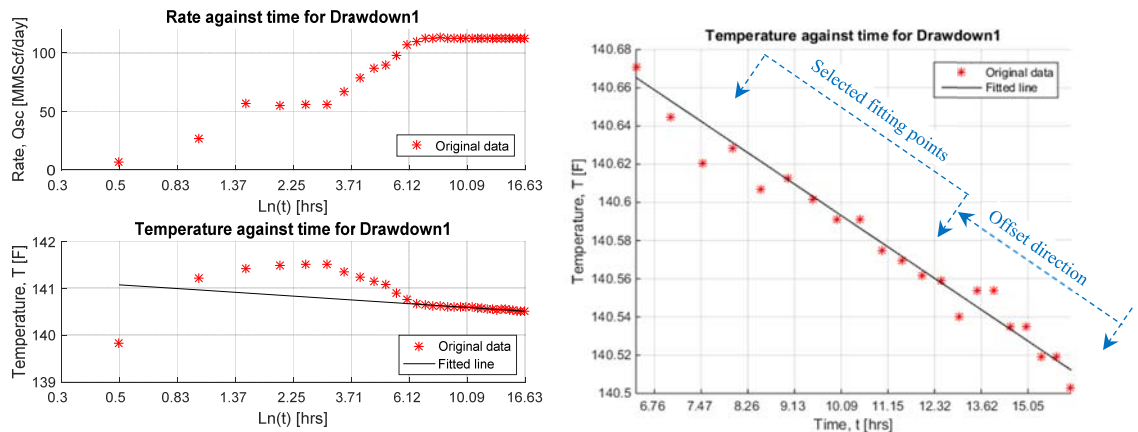 Rate against time for Drawdown1
Rate, Qsc [MMScf/day]
100
50
0
Original data
0.3 0.5 0.83 1.37 2.25 3.71 6.12 10.09 16.63
Ln(t) [hrs]
Temperature against time for Drawdown1
Temperature, T [F]
142
141
140
139
Original data
Fitted line
0.3 0.5 0.83 1.37 2.25 3.71 6.12 10.09 16.63
Ln(t) [hrs]
Temperature against time for Drawdown1
Temperature, T [F]
140.68
140.66
140.64
140.62
140.6
140.58
140.56
140.54
140.52
140.5
Original data
Fitted line
Selected fitting points
Offset direction
6.76 7.47 8.26 9.13 10.09 11.15 12.32 13.62 15.05
Time, t [hrs]